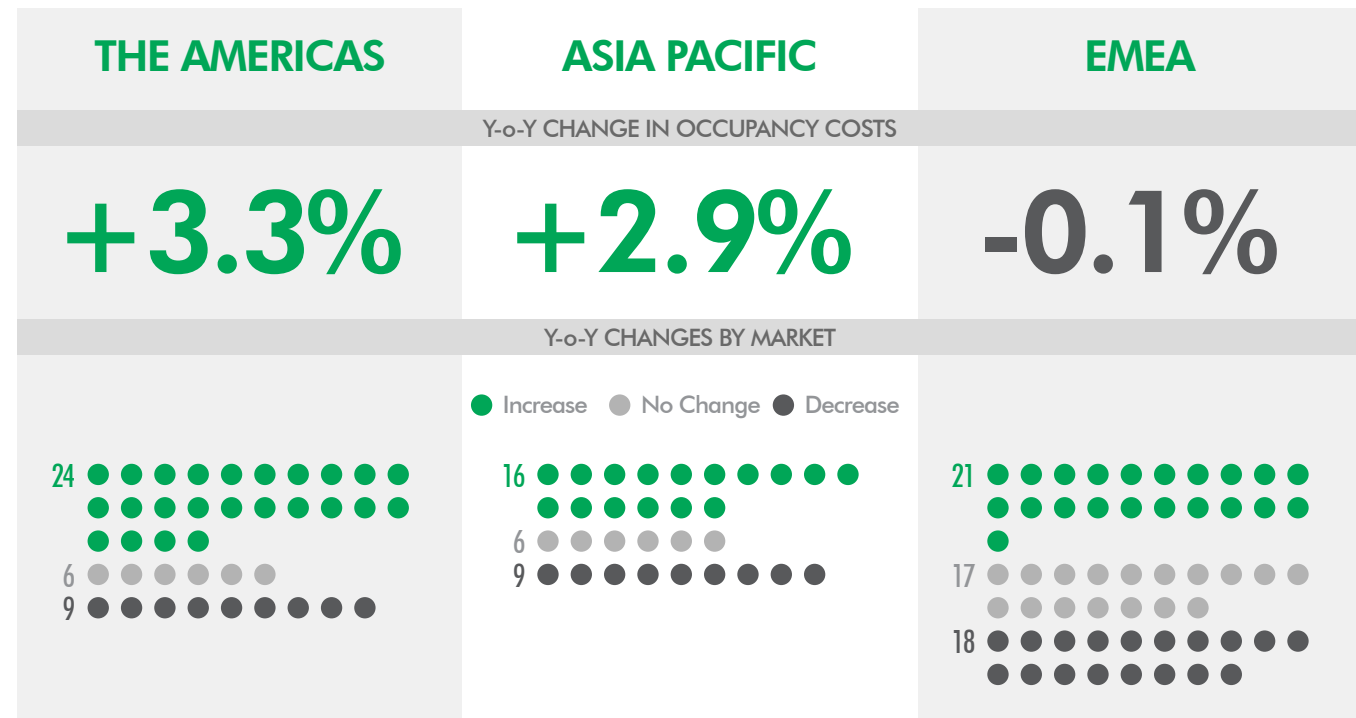 THE AMERICAS
ASIA PACIFIC
EMEA
Y-o-Y CHANGE IN OCCUPANCY COSTS
+3.3%
+2.9%
-0.1%
Y-o-Y CHANGES BY MARKET
Increase
No Change
Decrease
24
6
9
16
6
9
21
17
18